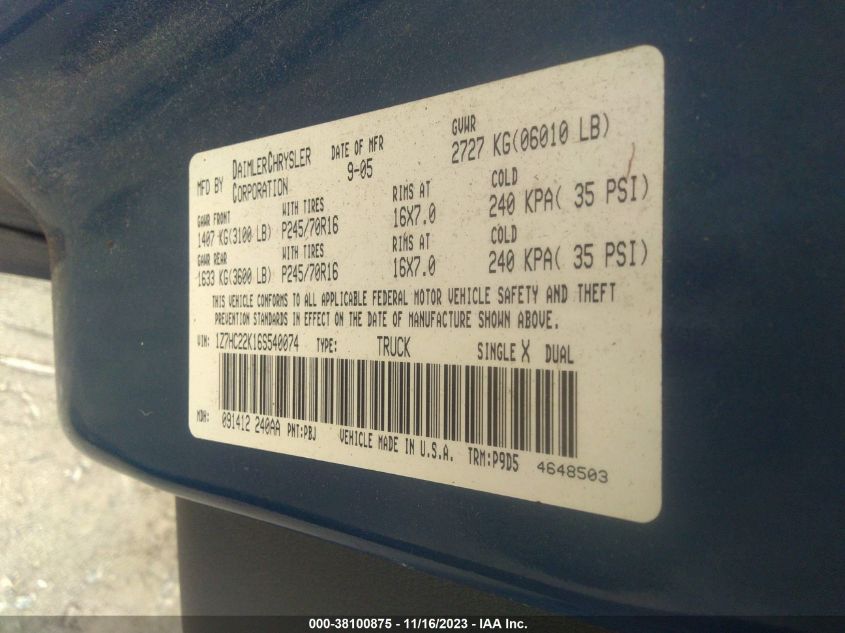 MFD BY DAIMLERCHRYSLER CORPORATION DATE OF MFR 9-05 GVWR 2727 KG(06010 LB)
GAWR FRONT WITH TIRES RIMS AT COLD
1407 KG(3100 LB) P245/70R16 16X7.0 240 KPA( 35 PSI)
GAWR REAR WITH TIRES RIMS AT COLD
1633 KG(3600 LB) P245/70R16 16X7.0 240 KPA( 35 PSI)
THIS VEHICLE CONFORMS TO ALL APPLICABLE FEDERAL MOTOR VEHICLE SAFETY AND THEFT
PREVENTION STANDARDS IN EFFECT ON THE DATE OF MANUFACTURE SHOWN ABOVE.
VIN: 1Z7HC22K16S540074 TYPE: TRUCK SINGLE X DUAL
MDH: 091412 240AA PNT:PBJ VEHICLE MADE IN U.S.A. TRM:P9D5 4648503
000-38100875 - 11/16/2023 - IAA Inc.